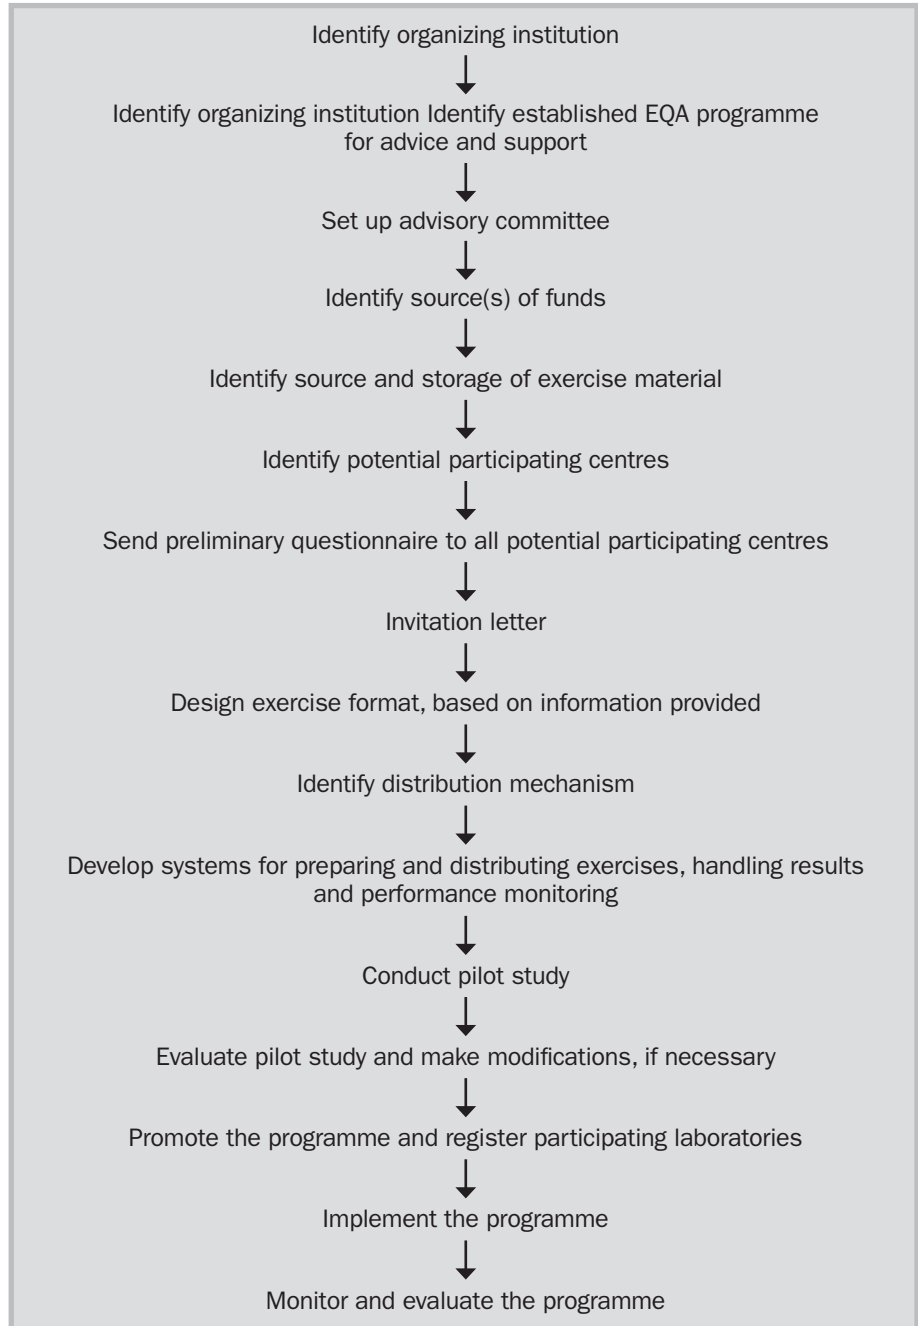 Identify organizing institution
Identify organizing institution Identify established EQA programme
for advice and support
Set up advisory committee
Identify source(s) of funds
Identify source and storage of exercise material
Identify potential participating centres
Send preliminary questionnaire to all potential participating centres
Invitation letter
Design exercise format, based on information provided
Identify distribution mechanism
Develop systems for preparing and distributing exercises, handling results
and performance monitoring
Conduct pilot study
Evaluate pilot study and make modifications, if necessary
Promote the programme and register participating laboratories
Implement the programme
Monitor and evaluate the programme